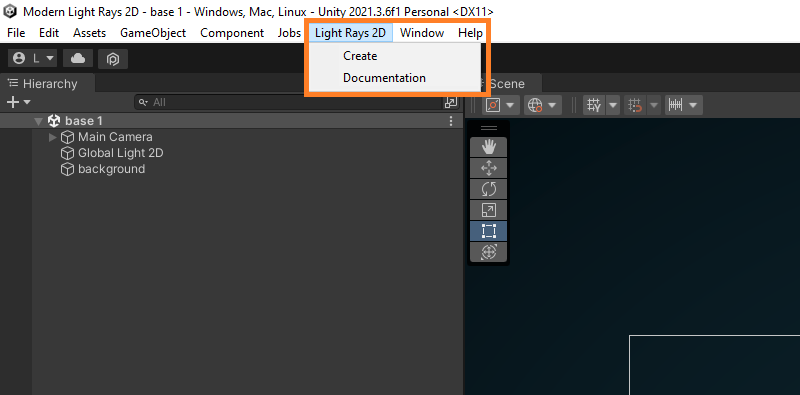 Modern Light Rays 2D - base 1 - Windows, Mac, Linux - Unity 2021.3.6f1 Personal <DX11>
File Edit Assets GameObject Component Jobs Light Rays 2D Window Help
Create
Documentation
L
Hierarchy
Scene
All
base 1
Main Camera
Global Light 2D
background